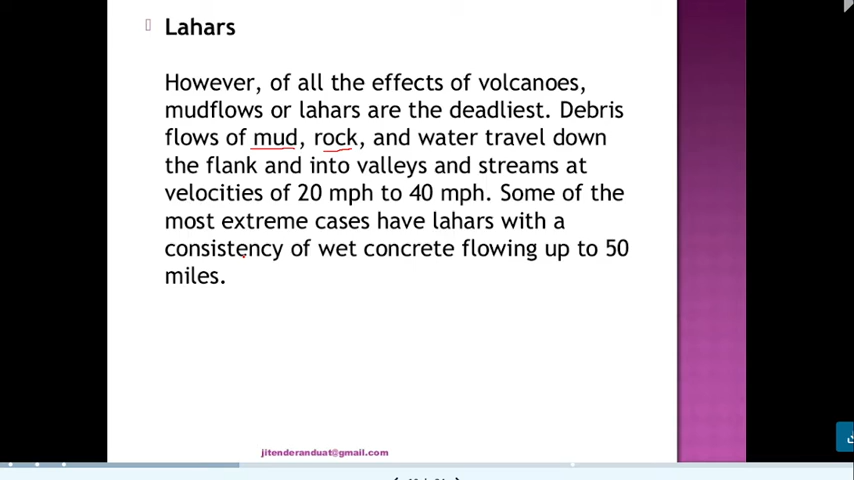 Lahars
However, of all the effects of volcanoes,
mudflows or lahars are the deadliest. Debris
flows of mud, rock, and water travel down
the flank and into valleys and streams at
velocities of 20 mph to 40 mph. Some of the
most extreme cases have lahars with a
consistency of wet concrete flowing up to 50
miles.
jitenderanduat@gmail.com